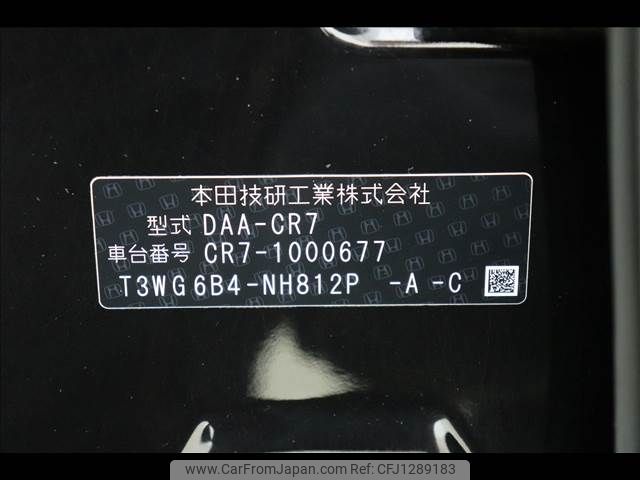 本田技研工業株式会社
型式 DAA-CR7
車台番号 CR7-1000677
T3WG6B4-NH812P -A -C
www.CarFromJapan.com CFJ1289183